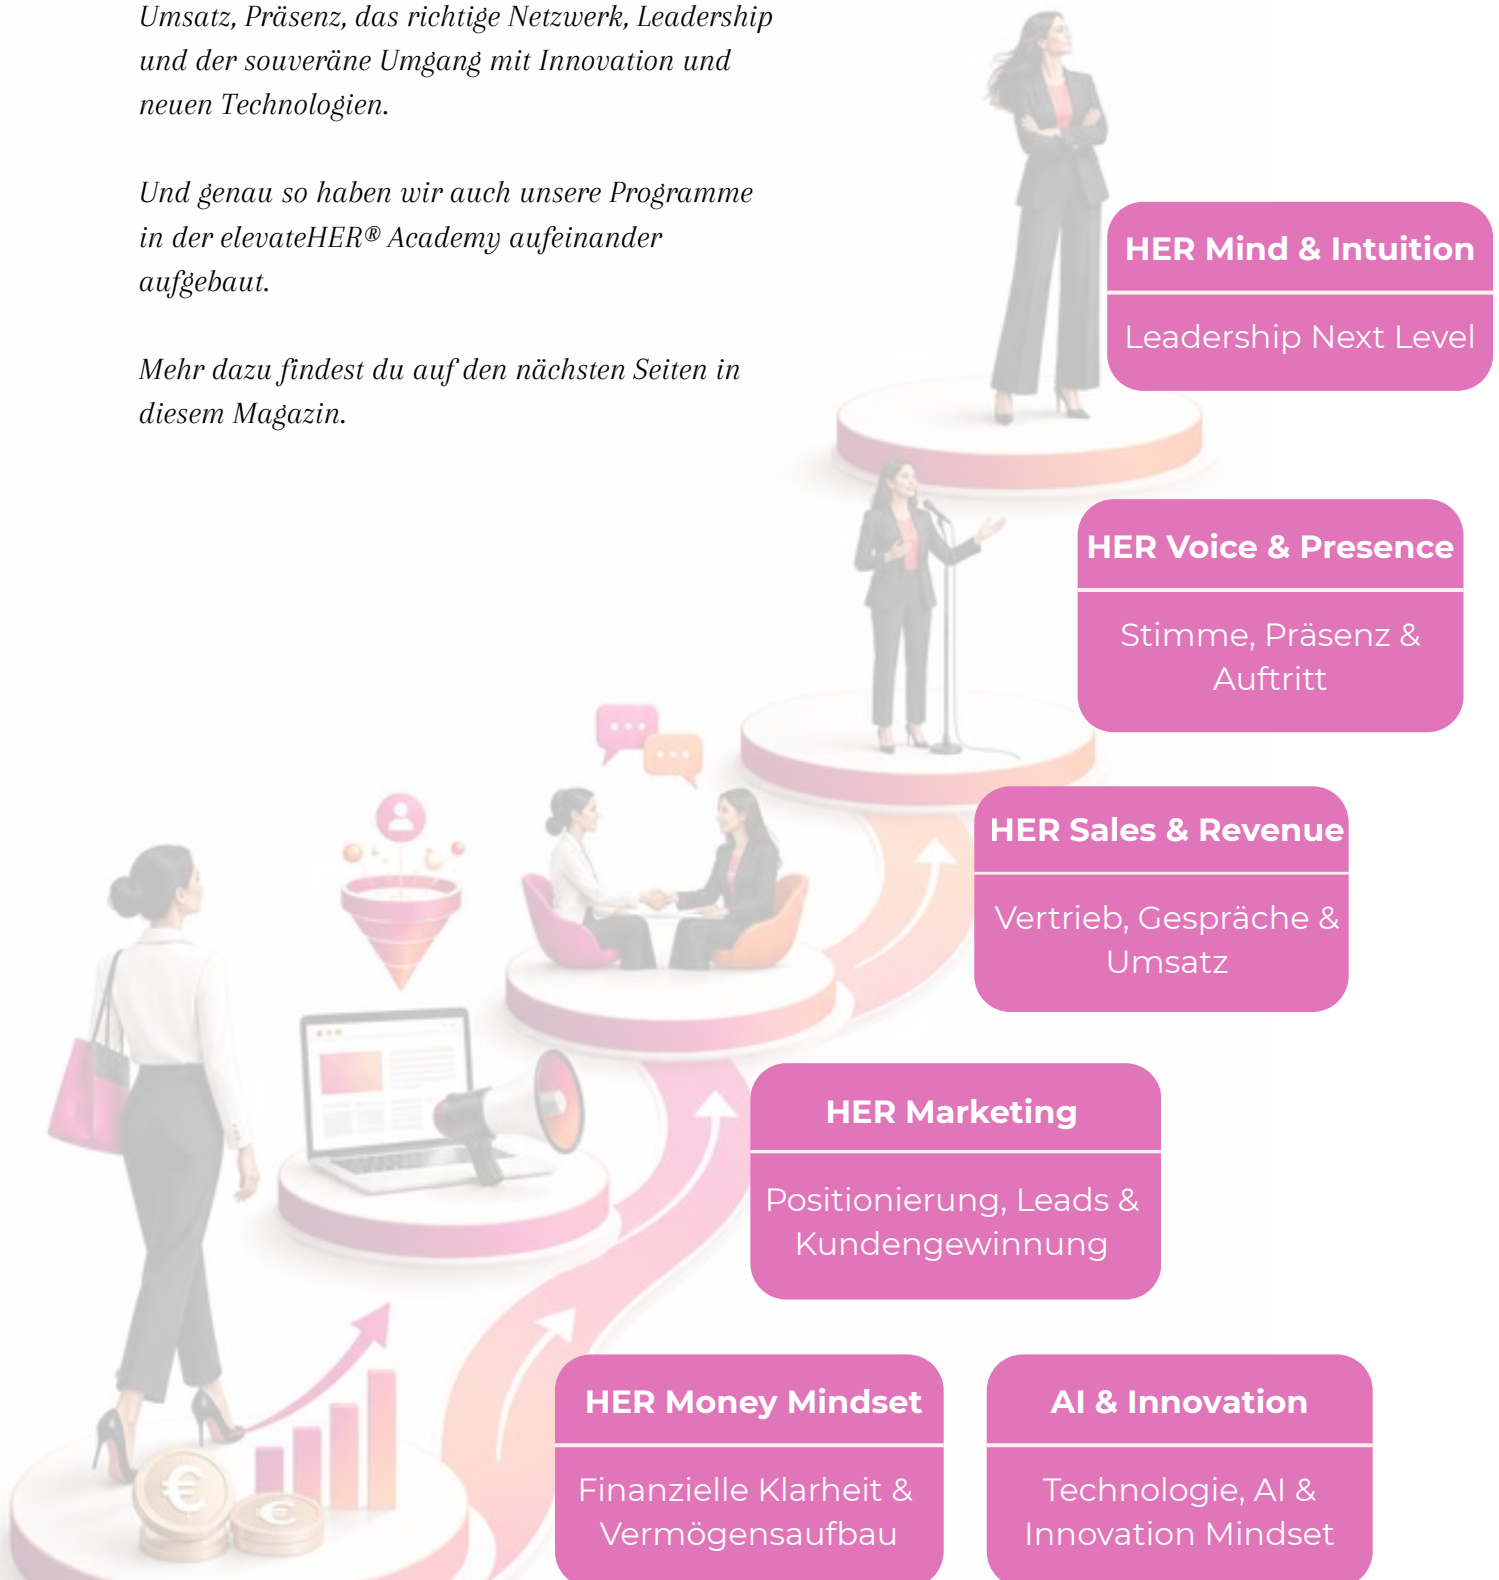 Umsatz, Präsenz, das richtige Netzwerk, Leadership
und der souveräne Umgang mit Innovation und
neuen Technologien.
Und genau so haben wir auch unsere Programme
in der elevateHER® Academy aufeinander
aufgebaut.
Mehr dazu findest du auf den nächsten Seiten in
diesem Magazin.
HER Mind & Intuition
Leadership Next Level
HER Voice & Presence
Stimme, Präsenz &
Auftritt
HER Sales & Revenue
Vertrieb, Gespräche &
Umsatz
HER Marketing
Positionierung, Leads &
Kundengewinnung
HER Money Mindset
Finanzielle Klarheit &
Vermögensaufbau
AI & Innovation
Technologie, AI &
Innovation Mindset
€
€